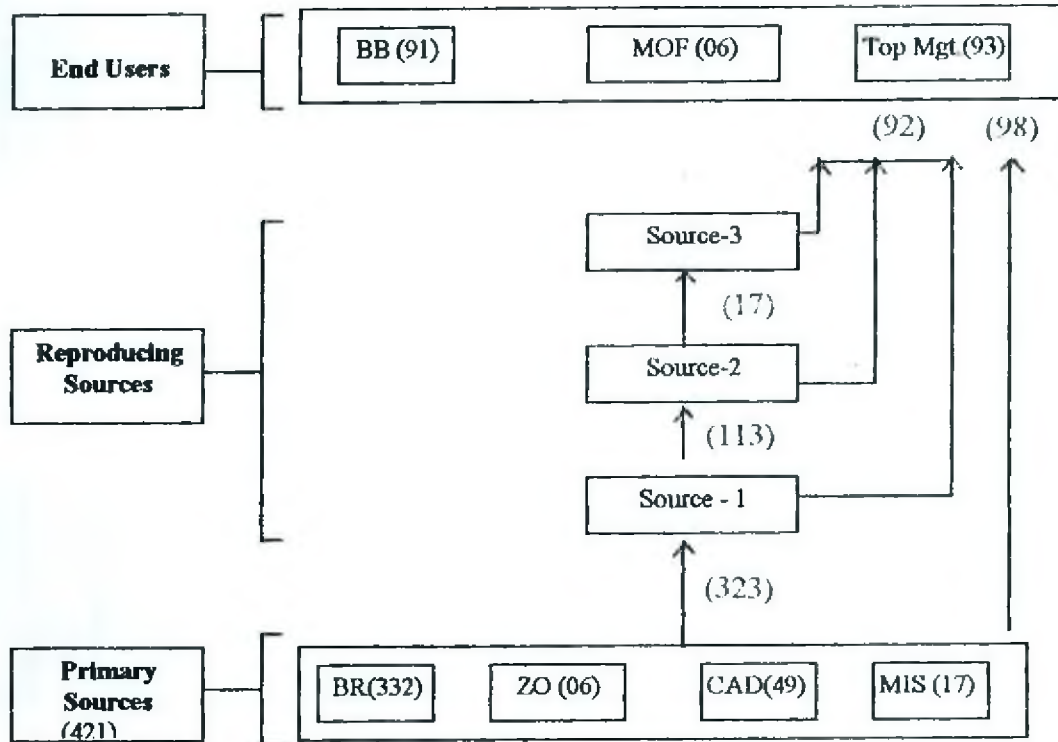 End Users
BB (91)
MOF (06)
Top Mgt.(93)
(92)
(98)
Source-3
(17)
Reproducing
Sources
Source-2
(113)
Source - 1
(323)
Primary
Sources
(421)
BR(332)
ZO (06)
CAD(49)
MIS (17)